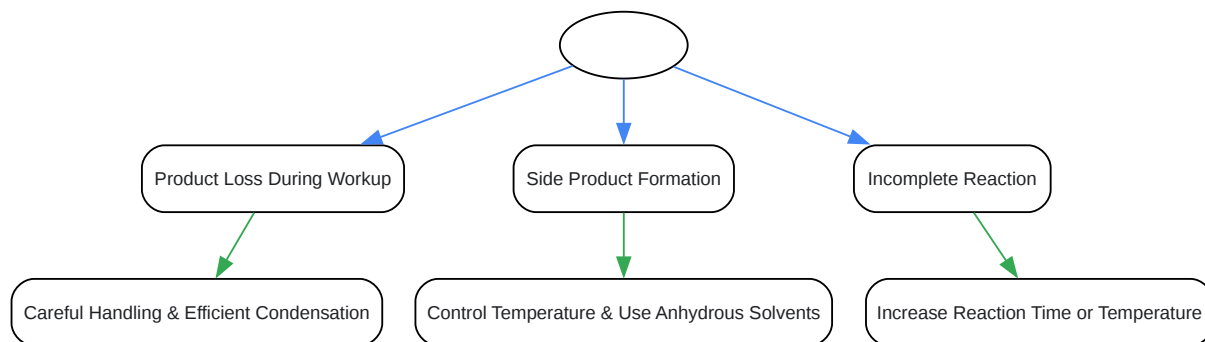 Product Loss During Workup
Side Product Formation
Incomplete Reaction
Careful Handling & Efficient Condensation
Control Temperature & Use Anhydrous Solvents
Increase Reaction Time or Temperature